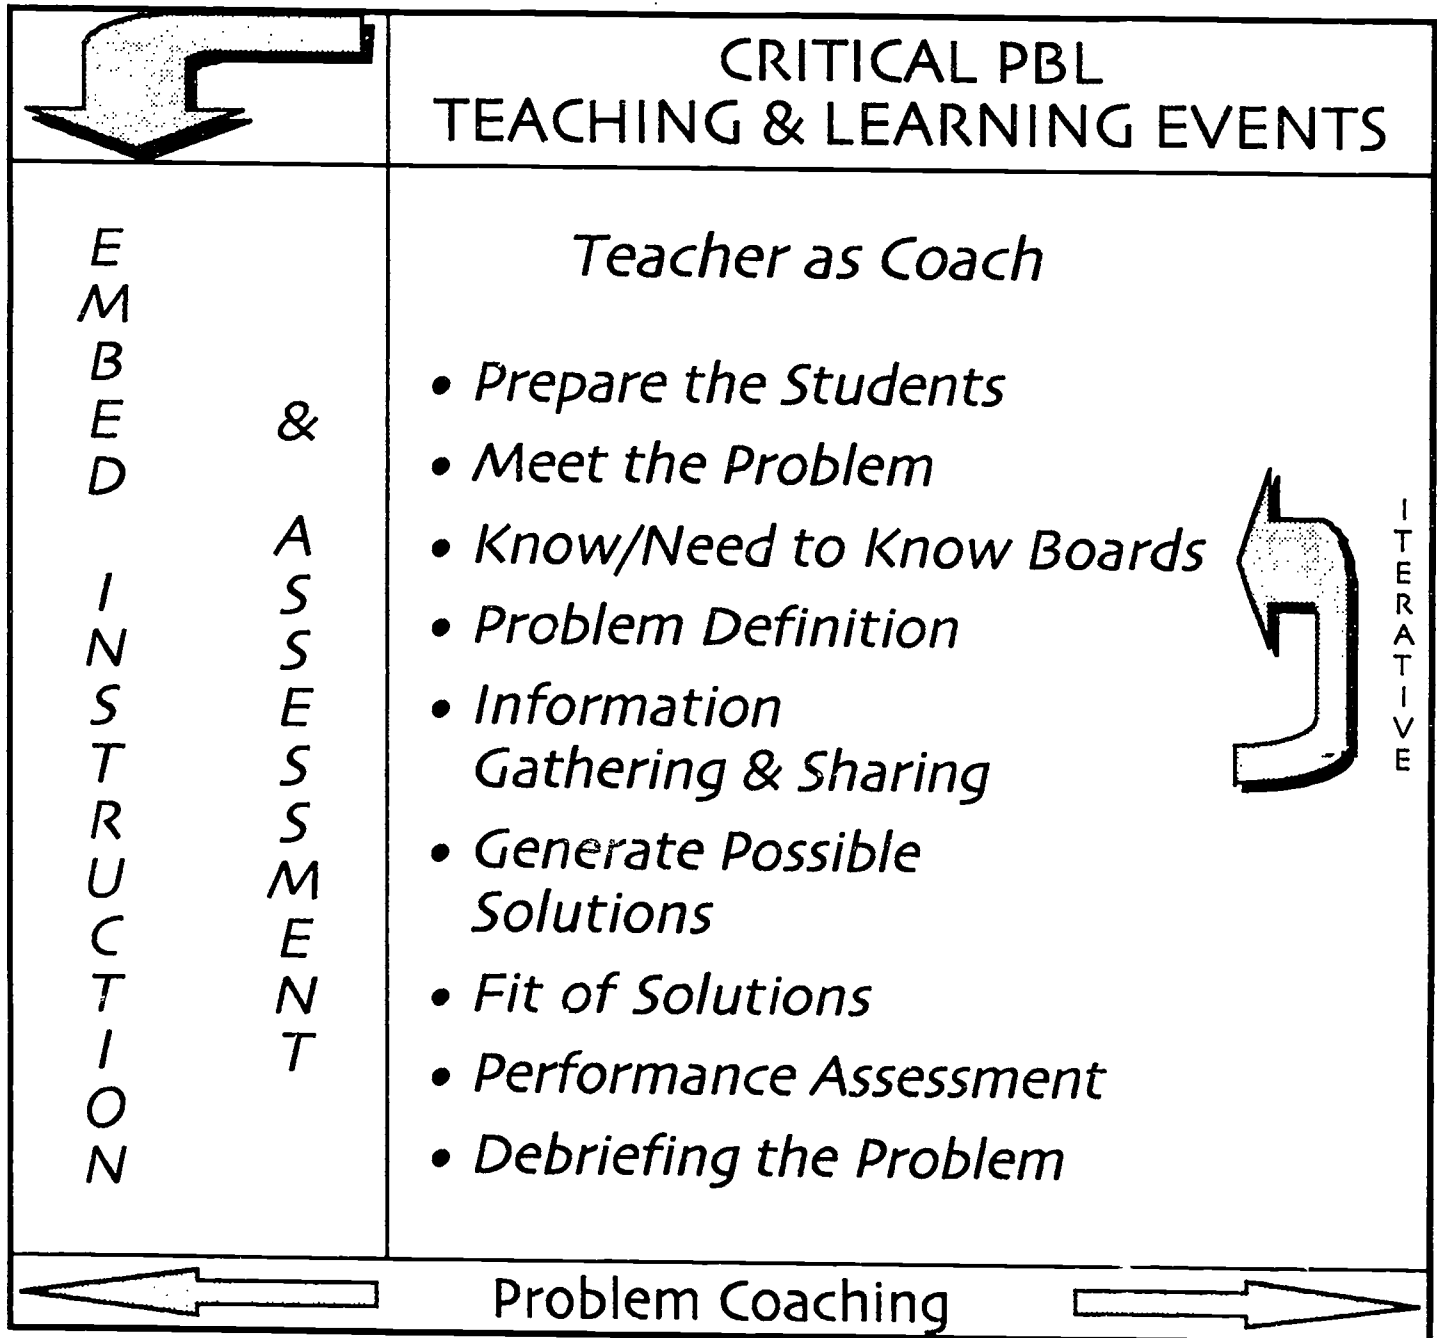 CRITICAL PBL
TEACHING & LEARNING EVENTS
EMBED INSTRUCTION
& ASSESSMENT
Teacher as Coach
• Prepare the Students
• Meet the Problem
• Know/Need to Know Boards
• Problem Definition
• Information
Gathering & Sharing
• Generate Possible
Solutions
• Fit of Solutions
• Performance Assessment
• Debriefing the Problem
ITERATIVE
Problem Coaching